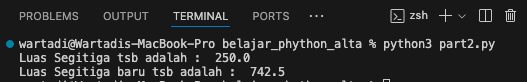 OUTPUT TERMINAL PORTS ... zsh
wartadi@Wartadis-MacBook-Pro belajar_phython_alta % python3 part2.py
Luas Segitiga tsb adalah :  250.0
Luas Segitiga baru tsb adalah :  742.5